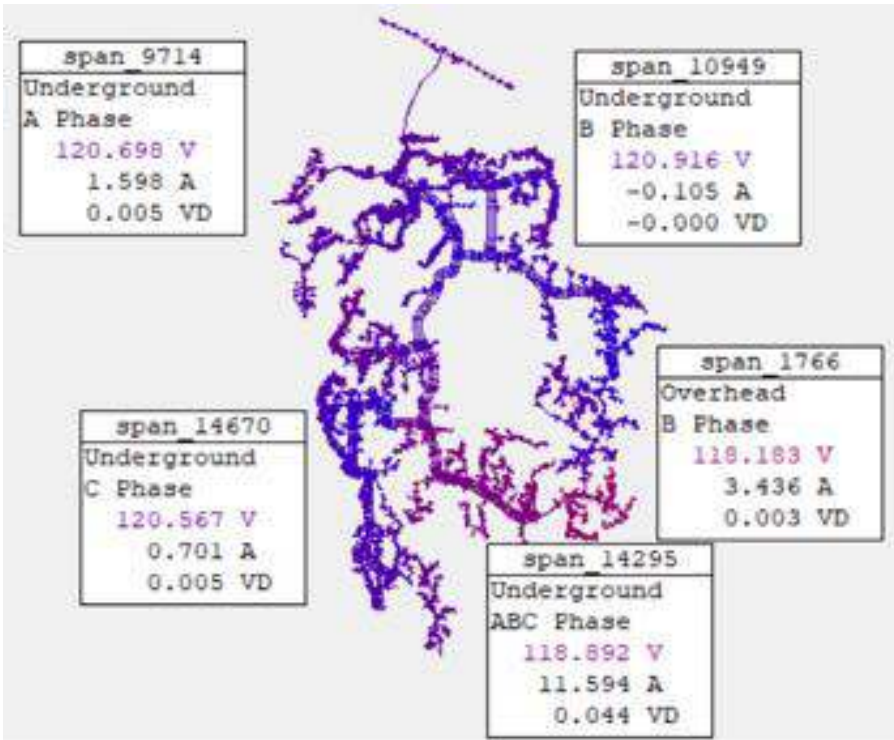 span_9714
Underground
A Phase
120.698 V
1.598 A
0.005 VD
span_10949
Underground
B Phase
120.916 V
-0.105 A
-0.000 VD
span_1766
Overhead
B Phase
118.183 V
3.436 A
0.003 VD
span_14670
Underground
C Phase
120.567 V
0.701 A
0.005 VD
span_14295
Underground
ABC Phase
118.892 V
11.594 A
0.044 VD